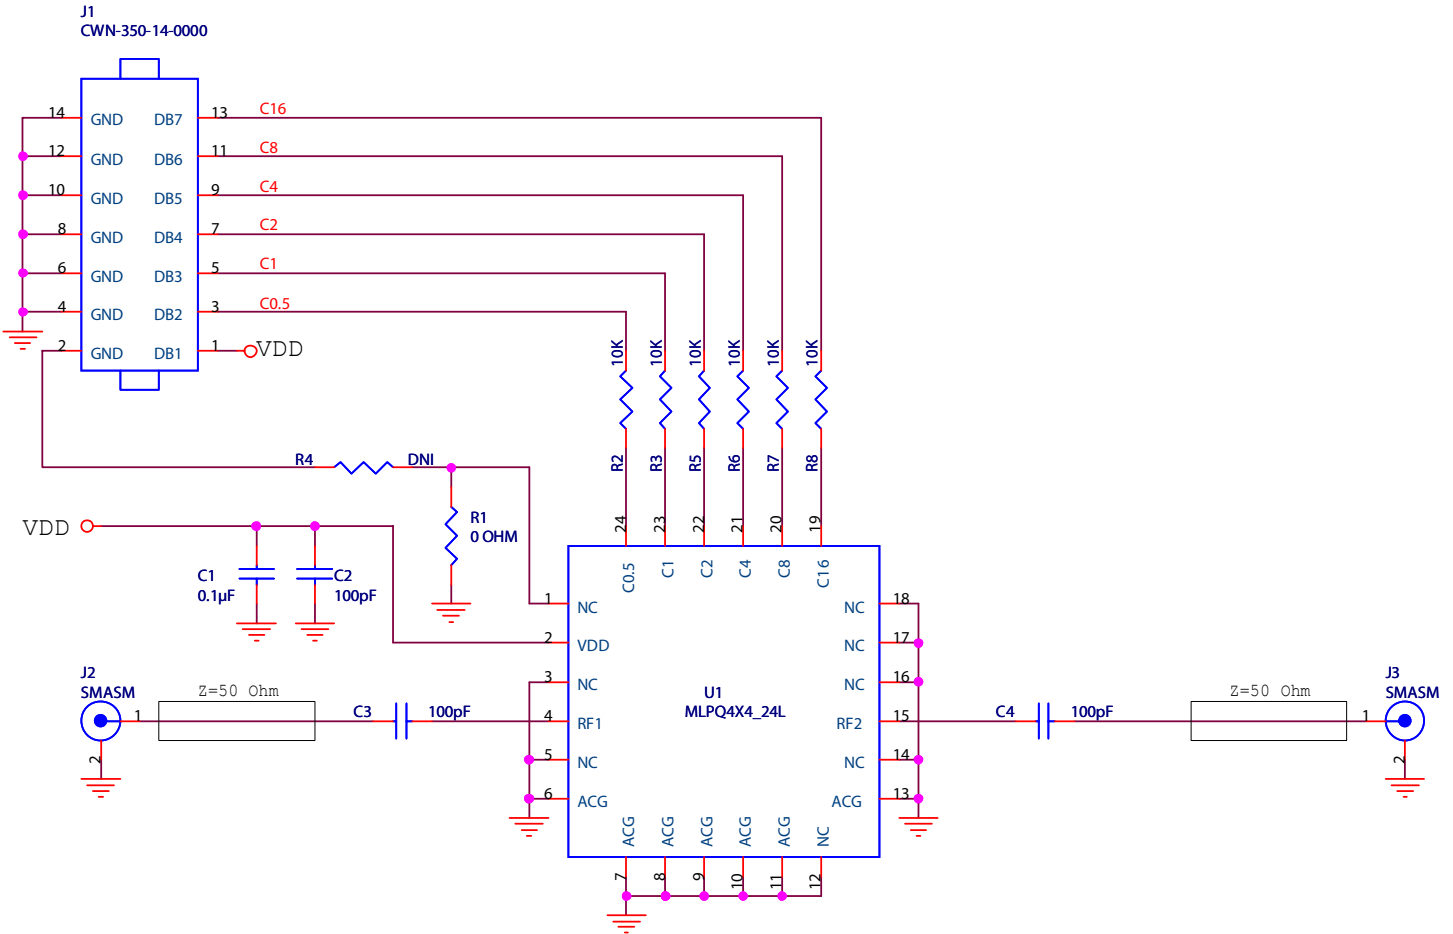 J1
CWN-350-14-0000
14 GND DB7 13 C16
12 GND DB6 11 C8
10 GND DB5 9 C4
8 GND DB4 7 C2
6 GND DB3 5 C1
4 GND DB2 3 C0.5
2 GND DB1 1 VDD
10K 10K 10K 10K 10K 10K
R4 DNI
R2 R3 R5 R6 R7 R8
VDD
R1
0 OHM
24 23 22 21 20 19
C0.5 C1 C2 C4 C8 C16
C1
0.1µF
C2
100pF
1 NC NC 18
2 VDD NC 17
3 NC NC 16
U1
MLPQ4X4_24L
4 RF1 RF2 15
5 NC NC 14
6 ACG ACG 13
J2
SMASM
1
2
Z=50 Ohm
C3 100pF
C4 100pF
Z=50 Ohm
J3
SMASM
1
2
ACG ACG ACG ACG ACG NC
7 8 9 10 11 12